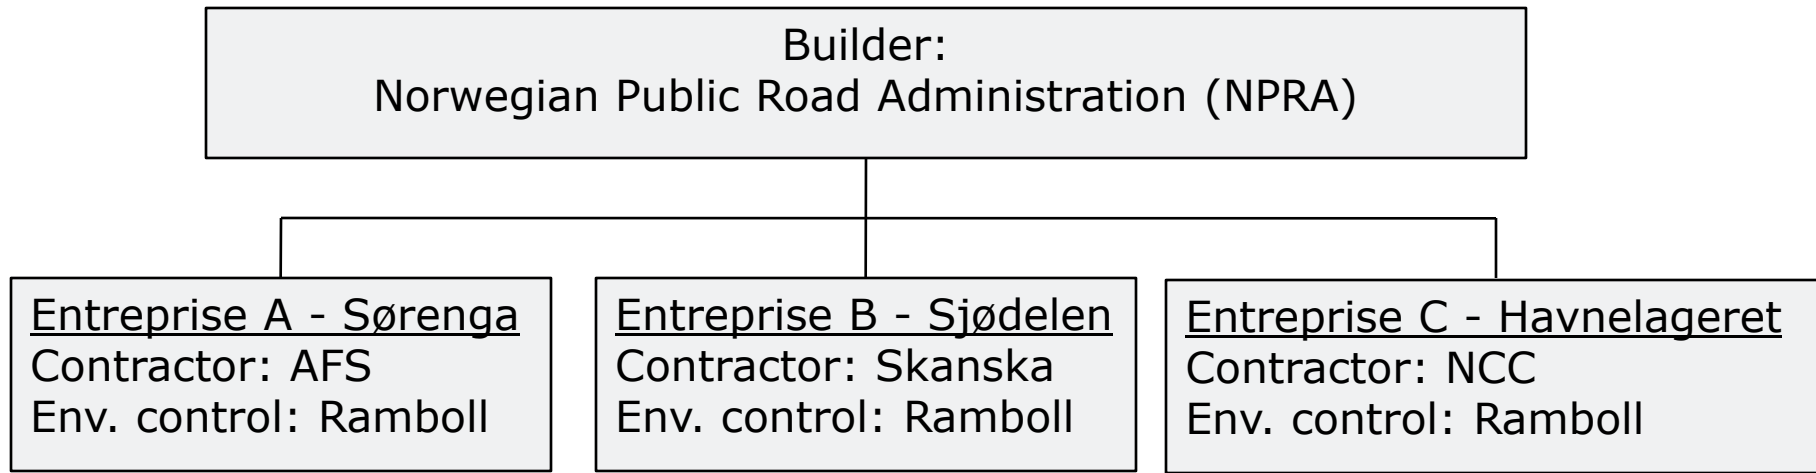 Builder:
Norwegian Public Road Administration (NPRA)
Entreprise A - Sørenga
Contractor: AFS
Env. control: Ramboll
Entreprise B - Sjødelen
Contractor: Skanska
Env. control: Ramboll
Entreprise C - Havnelageret
Contractor: NCC
Env. control: Ramboll